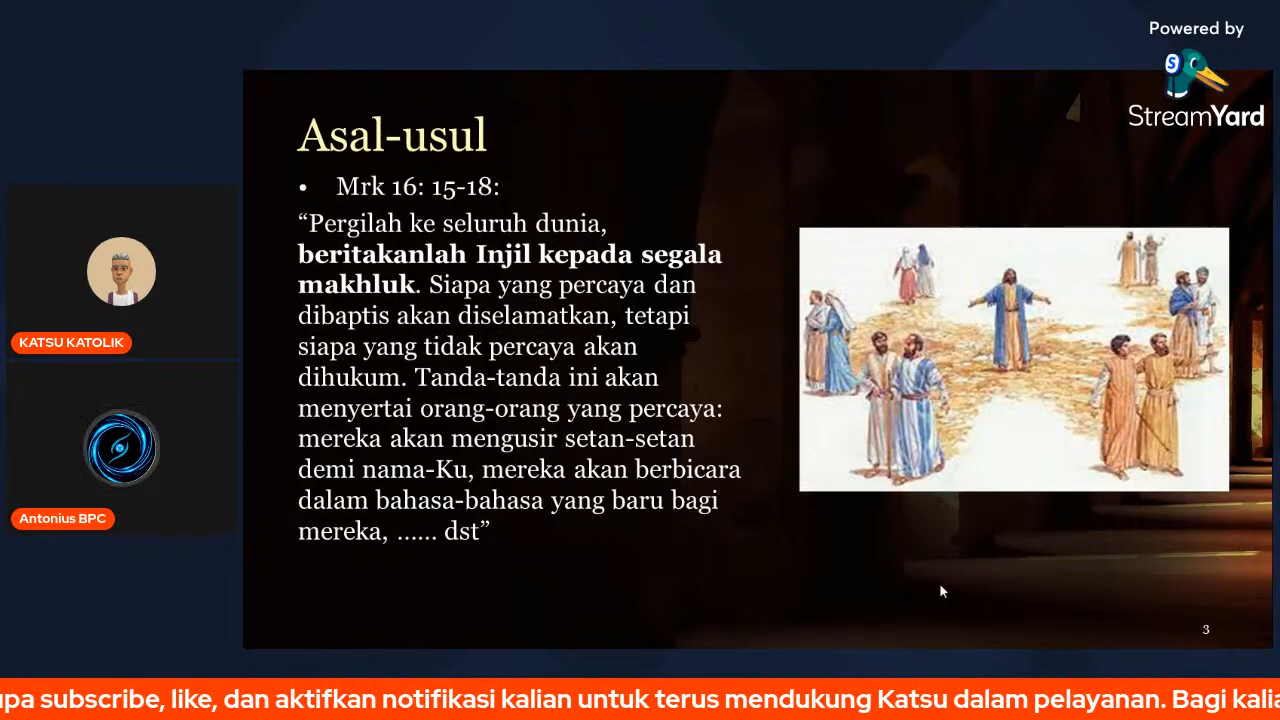 Powered by
StreamYard
Asal-usul
• Mrk 16: 15-18:
“Pergilah ke seluruh dunia,
beritakanlah Injil kepada segala
makhluk. Siapa yang percaya dan
dibaptis akan diselamatkan, tetapi
siapa yang tidak percaya akan
dihukum. Tanda-tanda ini akan
menyertai orang-orang yang percaya:
mereka akan mengusir setan-setan
demi nama-Ku, mereka akan berbicara
dalam bahasa-bahasa yang baru bagi
mereka, ...... dst”
KATSU KATOLIK
Antonius BPC
3
upa subscribe, like, dan aktifkan notifikasi kalian untuk terus mendukung Katsu dalam pelayanan. Bagi kalia